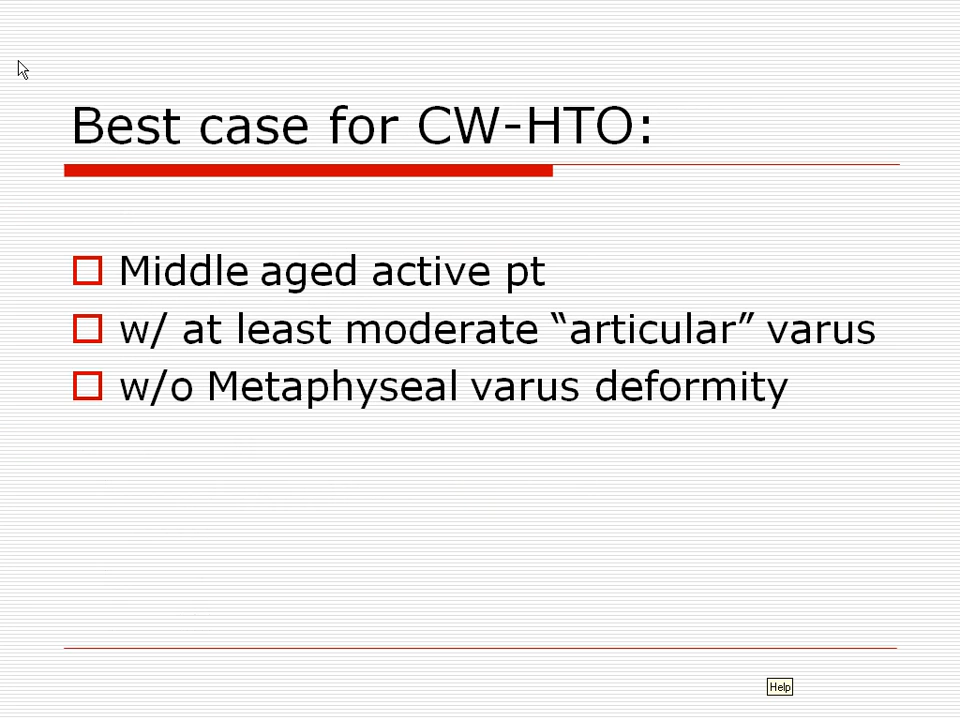 Best case for CW-HTO:
Middle aged active pt
w/ at least moderate “articular” varus
w/o Metaphyseal varus deformity
Help